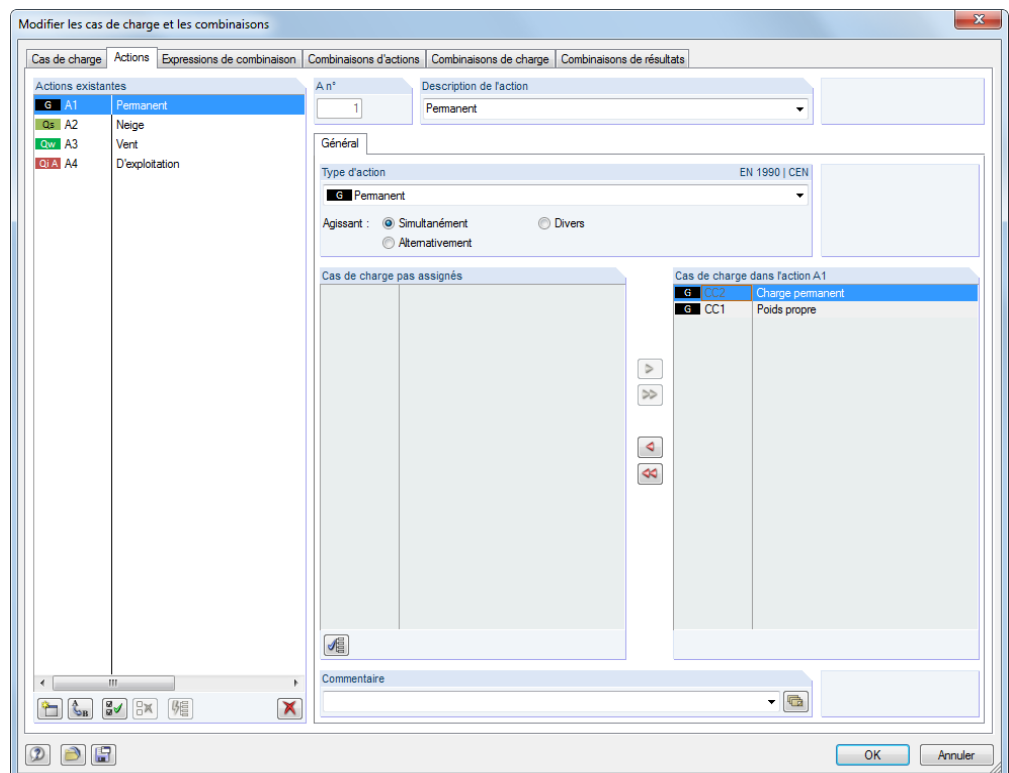 Modifier les cas de charge et les combinaisons
Cas de charge Actions Expressions de combinaison Combinaisons d'actions Combinaisons de charge Combinaisons de résultats
Actions existantes
G A1 Permanent
Qs A2 Neige
Qw A3 Vent
Qi A A4 D'exploitation
A n°
1
Description de l'action
Permanent
Général
Type d'action EN 1990 | CEN
G Permanent
Agissant : Simultanément Divers
Alternativement
Cas de charge pas assignés
Cas de charge dans l'action A1
G CC2 Charge permanent
G CC1 Poids propre
Commentaire
OK Annuler